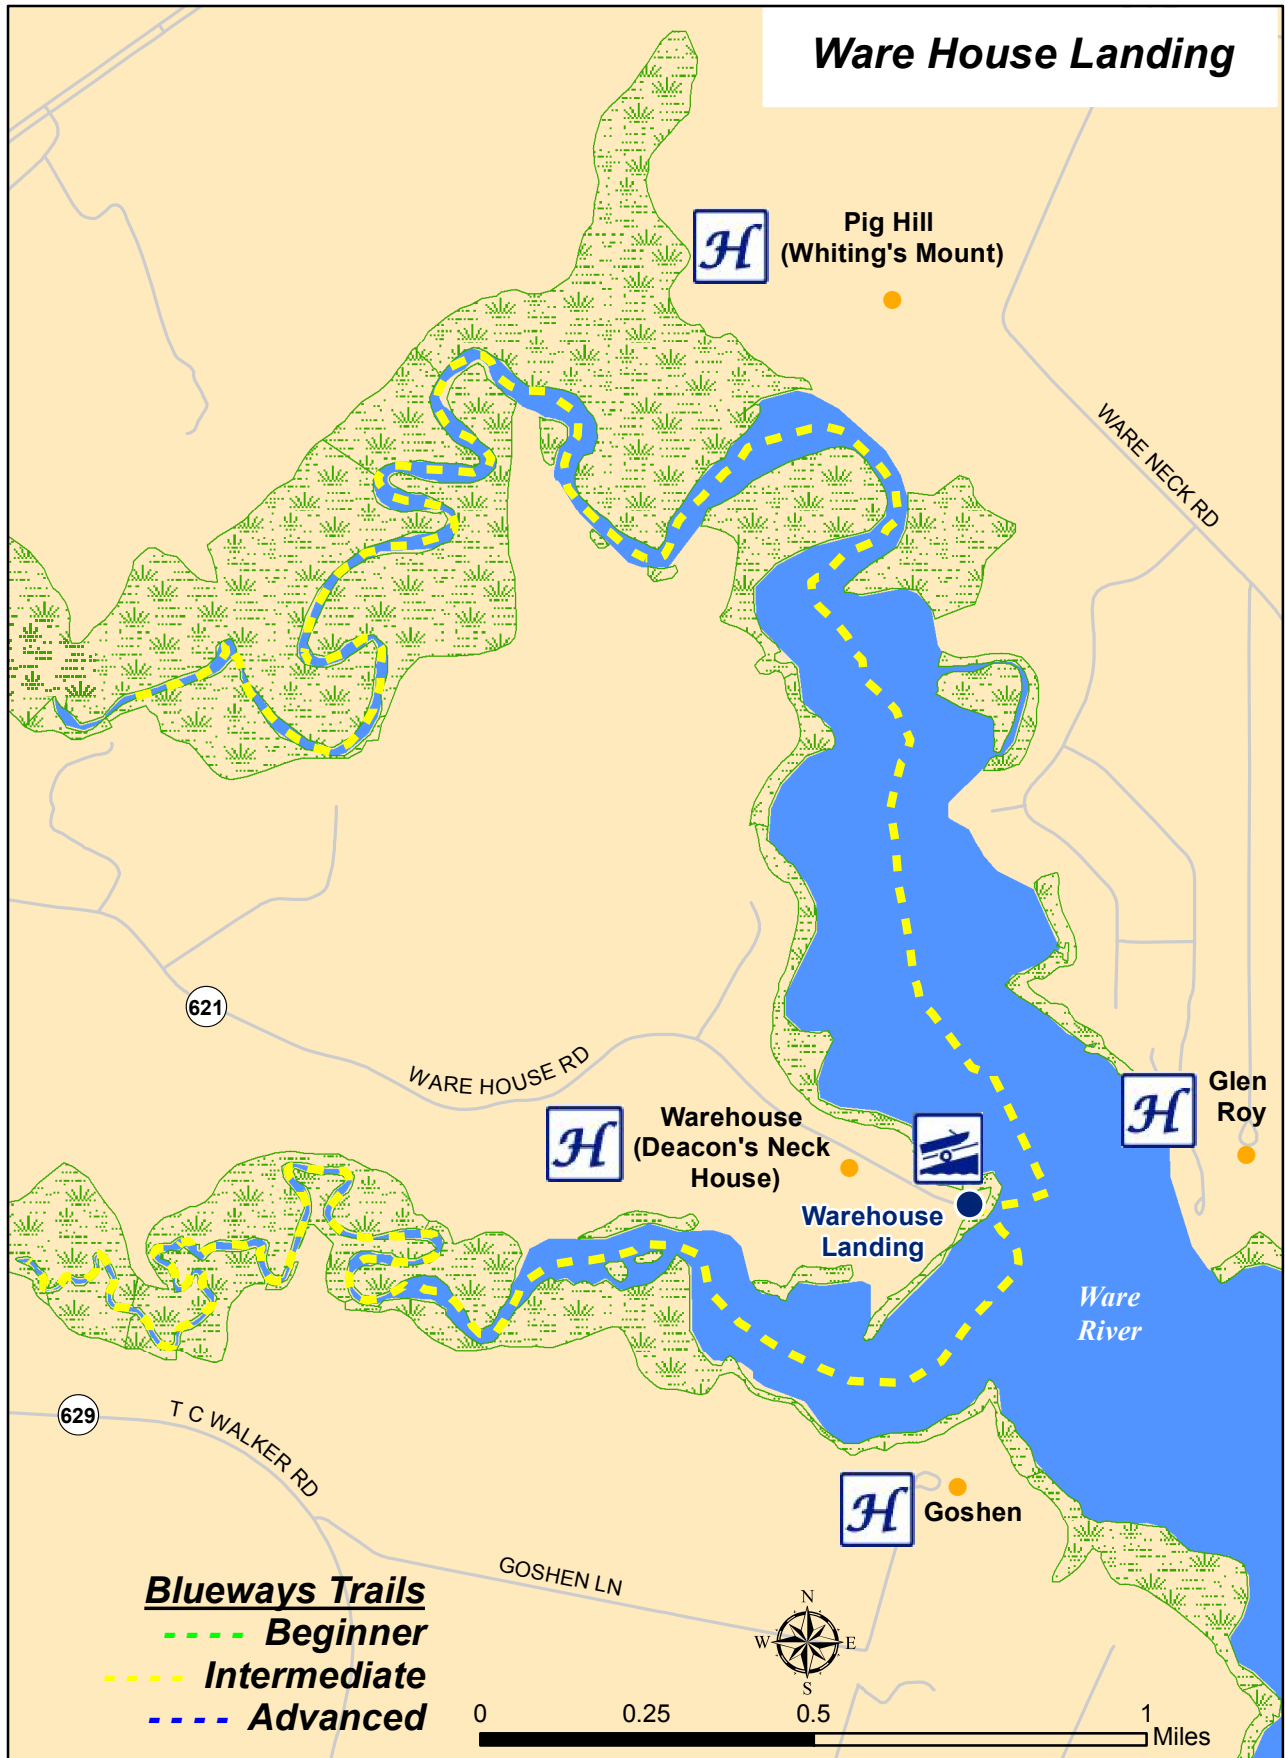 Ware House Landing
H
Pig Hill
(Whiting's Mount)
WARE NECK RD
621
WARE HOUSE RD
H
Warehouse
(Deacon's Neck
House)
H
Glen
Roy
Warehouse
Landing
Ware
River
629
T C WALKER RD
H
Goshen
GOSHEN LN
Blueways Trails
Beginner
Intermediate
Advanced
N
W
E
S
0 0.25 0.5 1
Miles